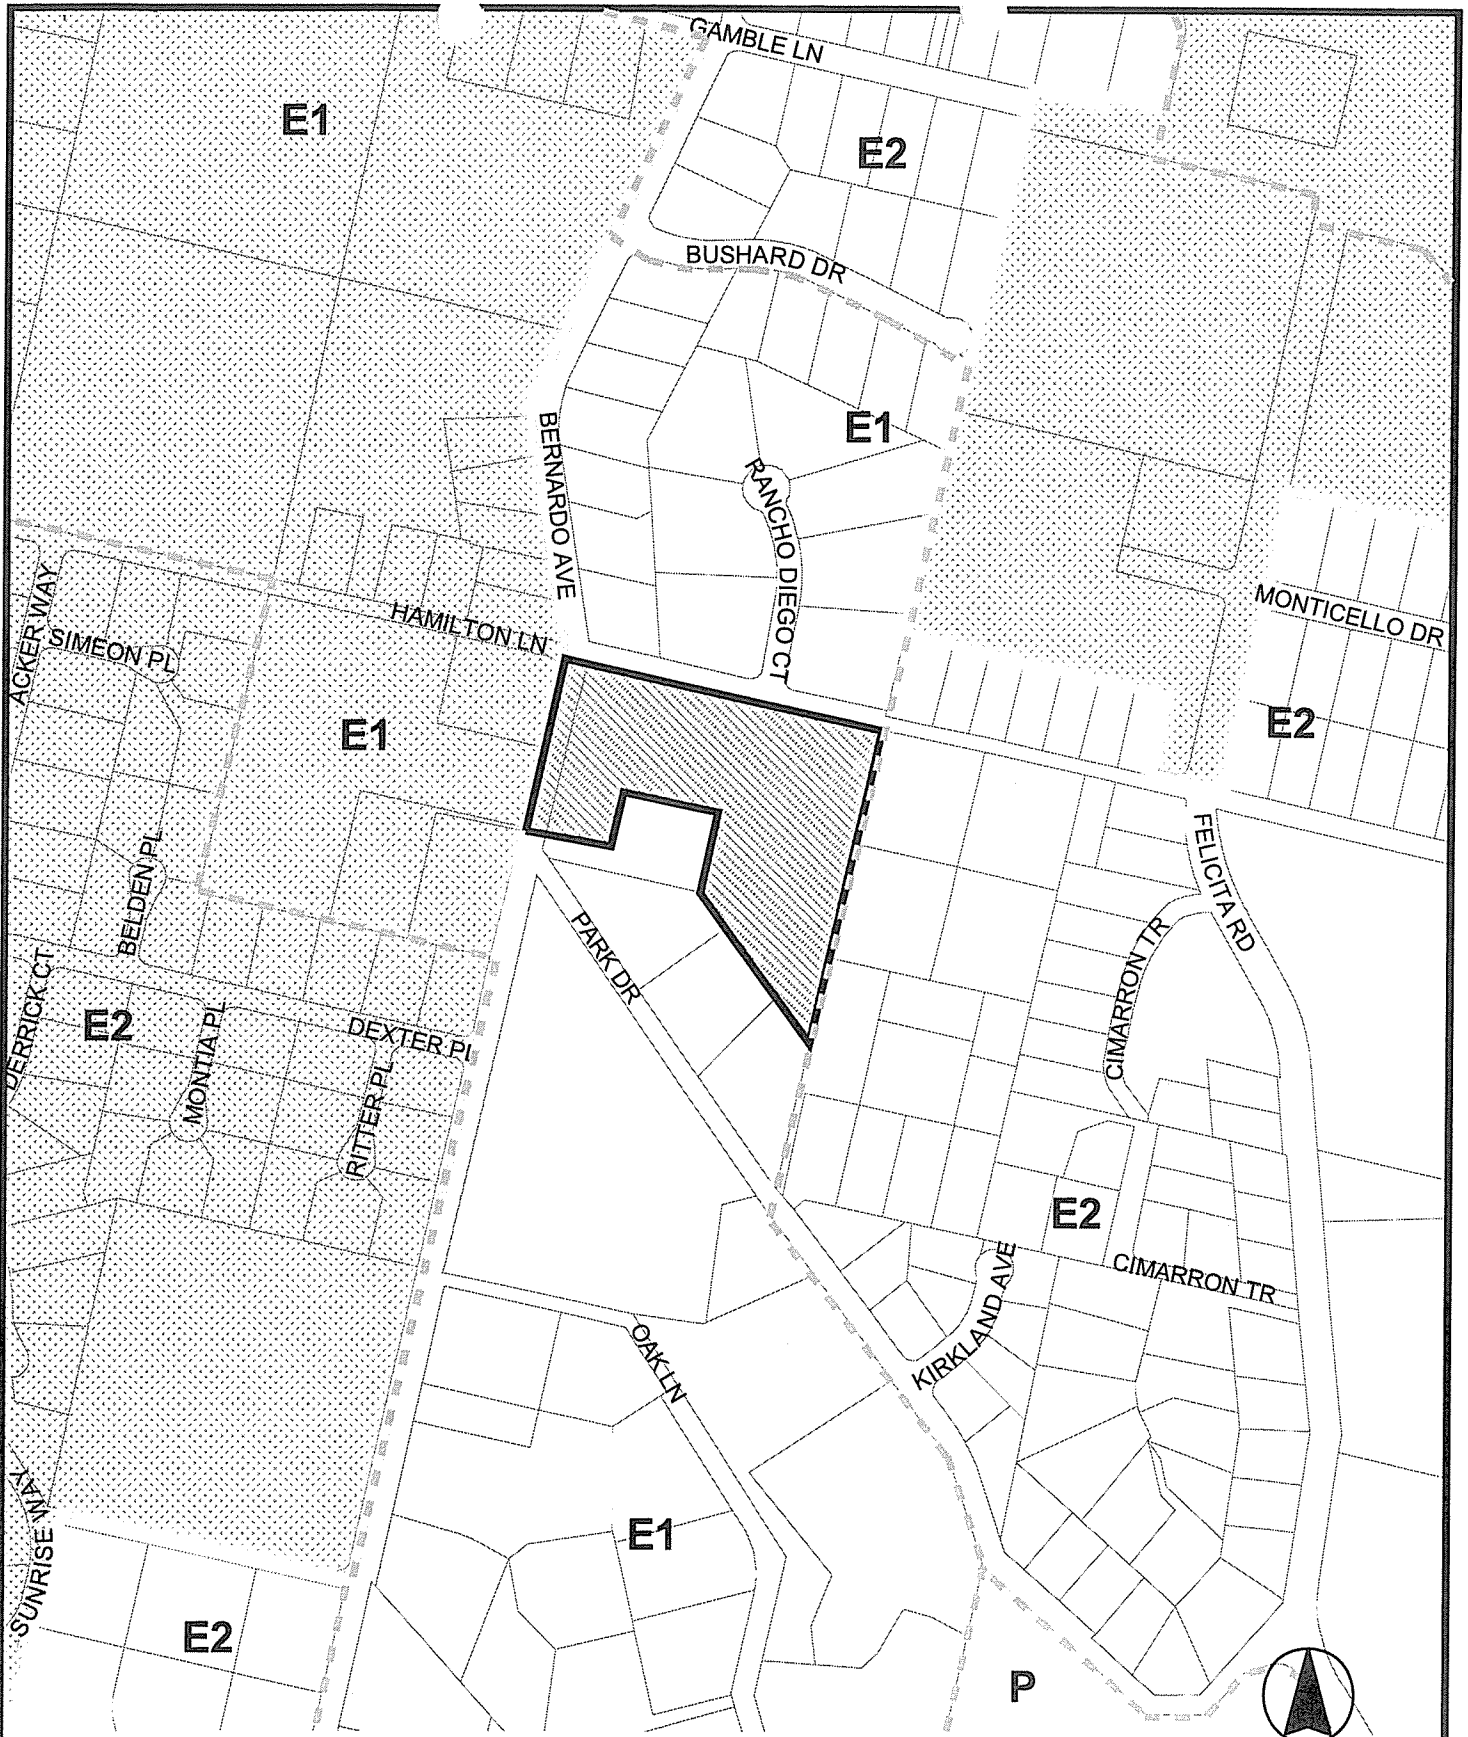 GAMBLE LN
E1
E2
BUSHARD DR
E1
BERNARDO AVE
RANCHO DIEGO CT
ACKER WAY
SIMEON PL
HAMILTON LN
MONTICELLO DR
E1
E2
BELDEN PL
FELICITA RD
PARK DR
CIMARRON TR
DERRICK CT
E2
MONTIA PL
DEXTER PL
RITTER PL
E2
CIMARRON TR
KIRKLAND AVE
OAK LN
SUNRISE WAY
E1
E2
P